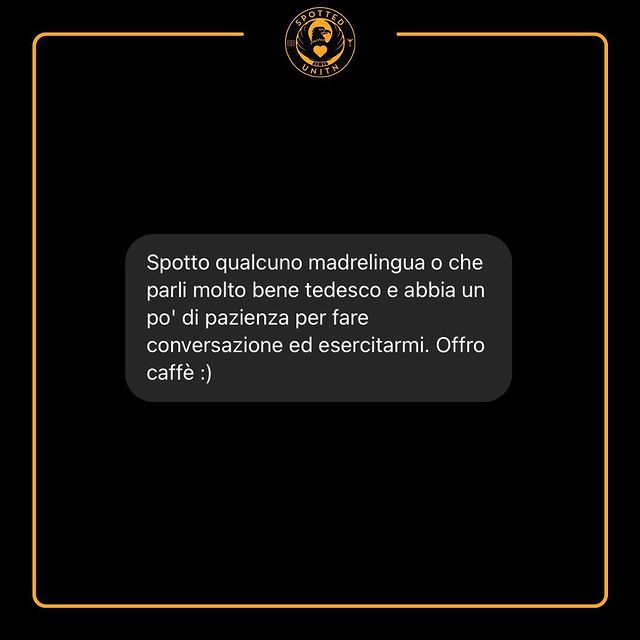 SPOTTED
UNITN
Spotto qualcuno madrelingua o che
parli molto bene tedesco e abbia un
po' di pazienza per fare
conversazione ed esercitarmi. Offro
caffè :)